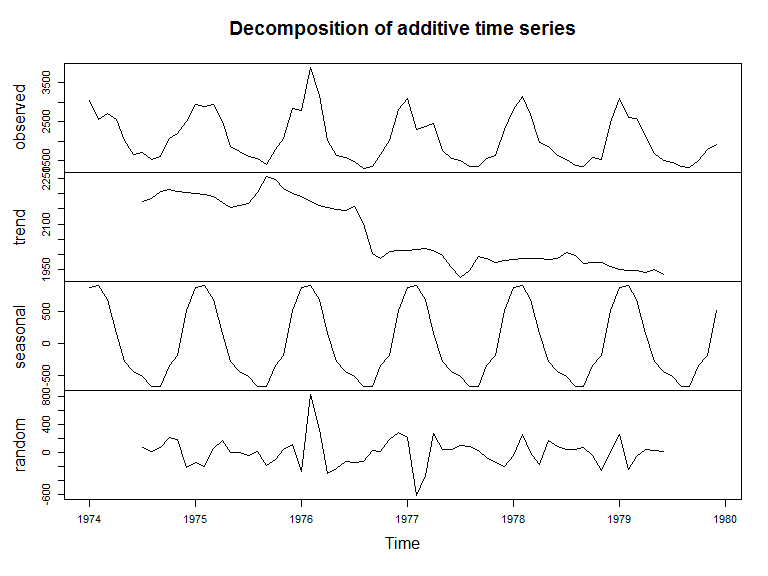 Decomposition of additive time series
observed
500 2500 3500
trend
1950 2100 2250
seasonal
-500 0 500
random
-600 0 400 800
1974 1975 1976 1977 1978 1979 1980
Time